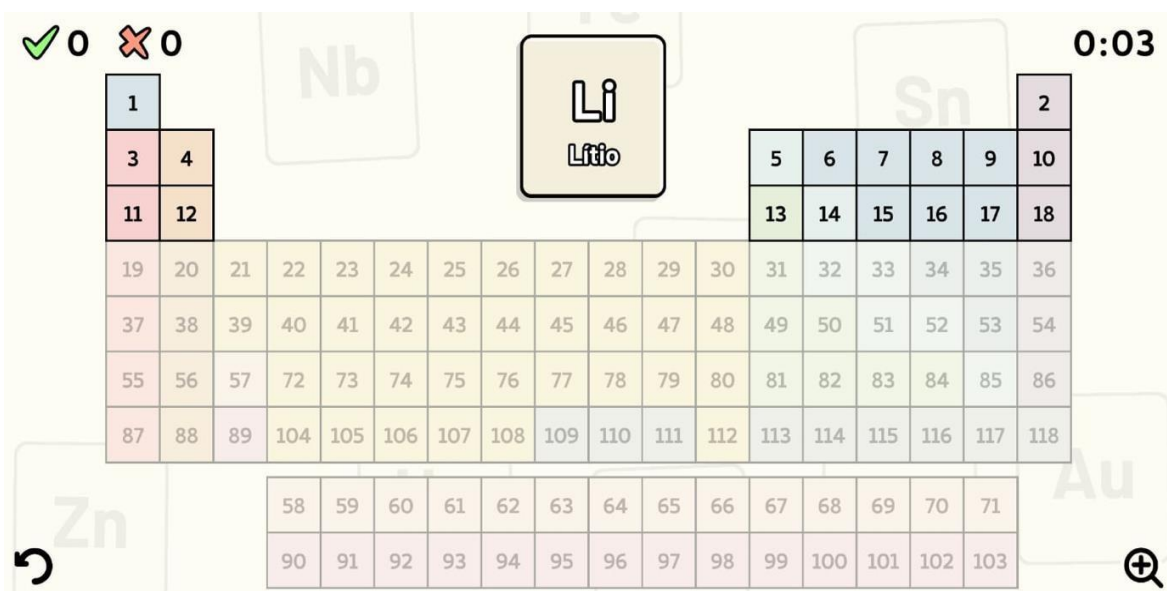 0 0 0:03
Nb
Sn
Li
Lítio
1 2
3 4 5 6 7 8 9 10
11 12 13 14 15 16 17 18
19 20 21 22 23 24 25 26 27 28 29 30 31 32 33 34 35 36
37 38 39 40 41 42 43 44 45 46 47 48 49 50 51 52 53 54
55 56 57 72 73 74 75 76 77 78 79 80 81 82 83 84 85 86
87 88 89 104 105 106 107 108 109 110 111 112 113 114 115 116 117 118
Au
58 59 60 61 62 63 64 65 66 67 68 69 70 71
Zn
90 91 92 93 94 95 96 97 98 99 100 101 102 103